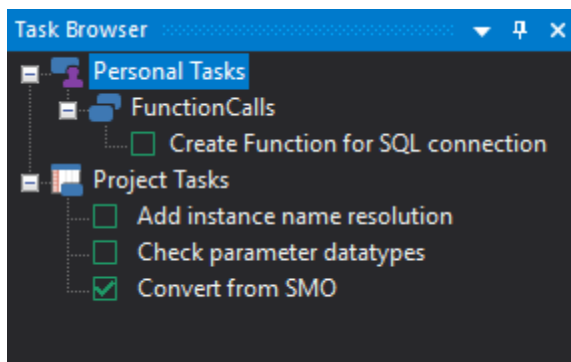 Task Browser
Personal Tasks
FunctionCalls
Create Function for SQL connection
Project Tasks
Add instance name resolution
Check parameter datatypes
Convert from SMO